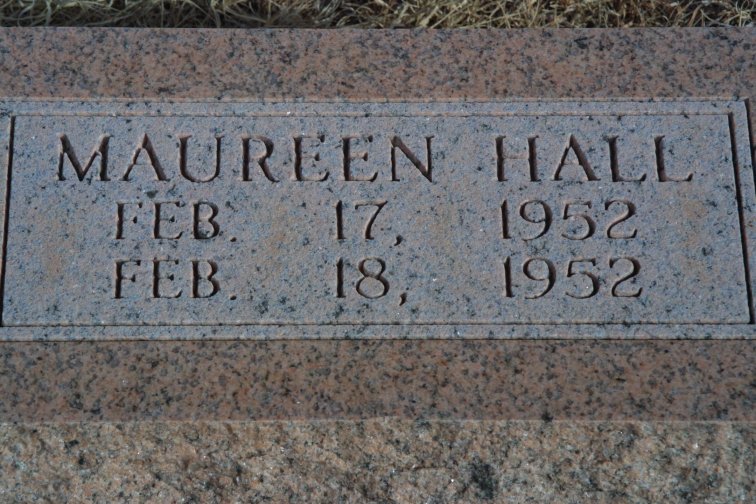 MAUREEN HALL
FEB. 17, 1952
FEB. 18, 1952